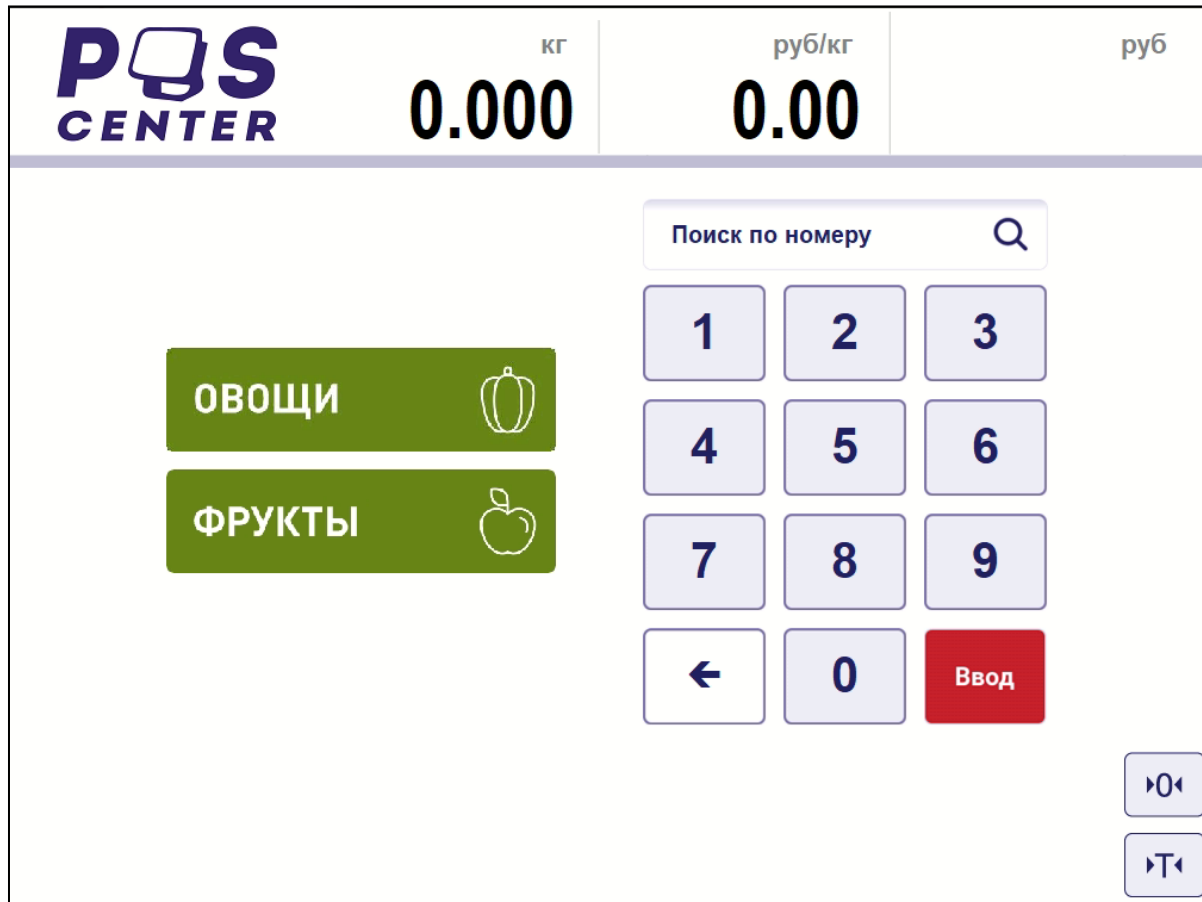 POS
CENTER
кг
0.000
руб/кг
0.00
руб
Поиск по номеру
ОВОЩИ
ФРУКТЫ
1 2 3
4 5 6
7 8 9
← 0 Ввод
0
T